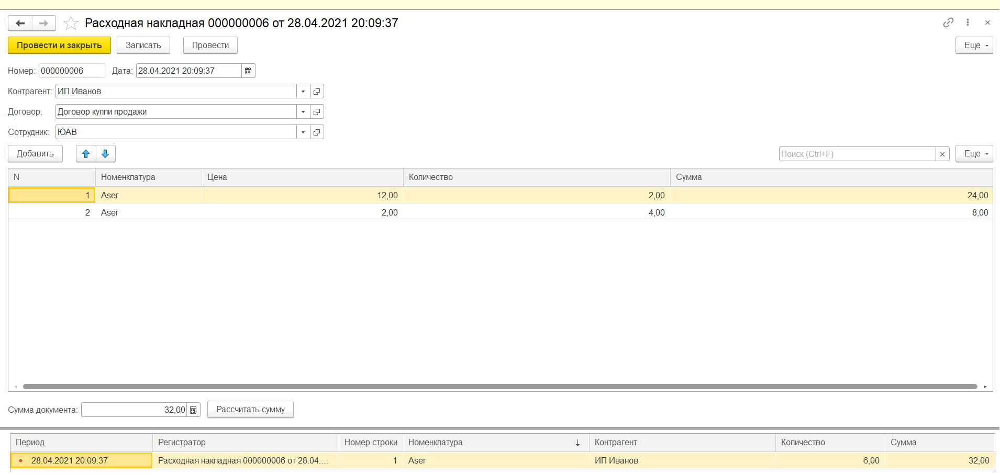 Расходная накладная 000000006 от 28.04.2021 20:09:37
Провести и закрыть Записать Провести Еще
Номер: 000000006 Дата: 28.04.2021 20:09:37
Контрагент: ИП Иванов
Договор: Договор купли продажи
Сотрудник: ЮАВ
Добавить Поиск (Ctrl+F) × Еще
N Номенклатура Цена Количество Сумма
1 Aser 12,00 2,00 24,00
2 Aser 2,00 4,00 8,00
Сумма документа: 32,00 Рассчитать сумму
Период Регистратор Номер строки Номенклатура Контрагент Количество Сумма
28.04.2021 20:09:37 Расходная накладная 000000006 от 28.04.... 1 Aser ИП Иванов 6,00 32,00